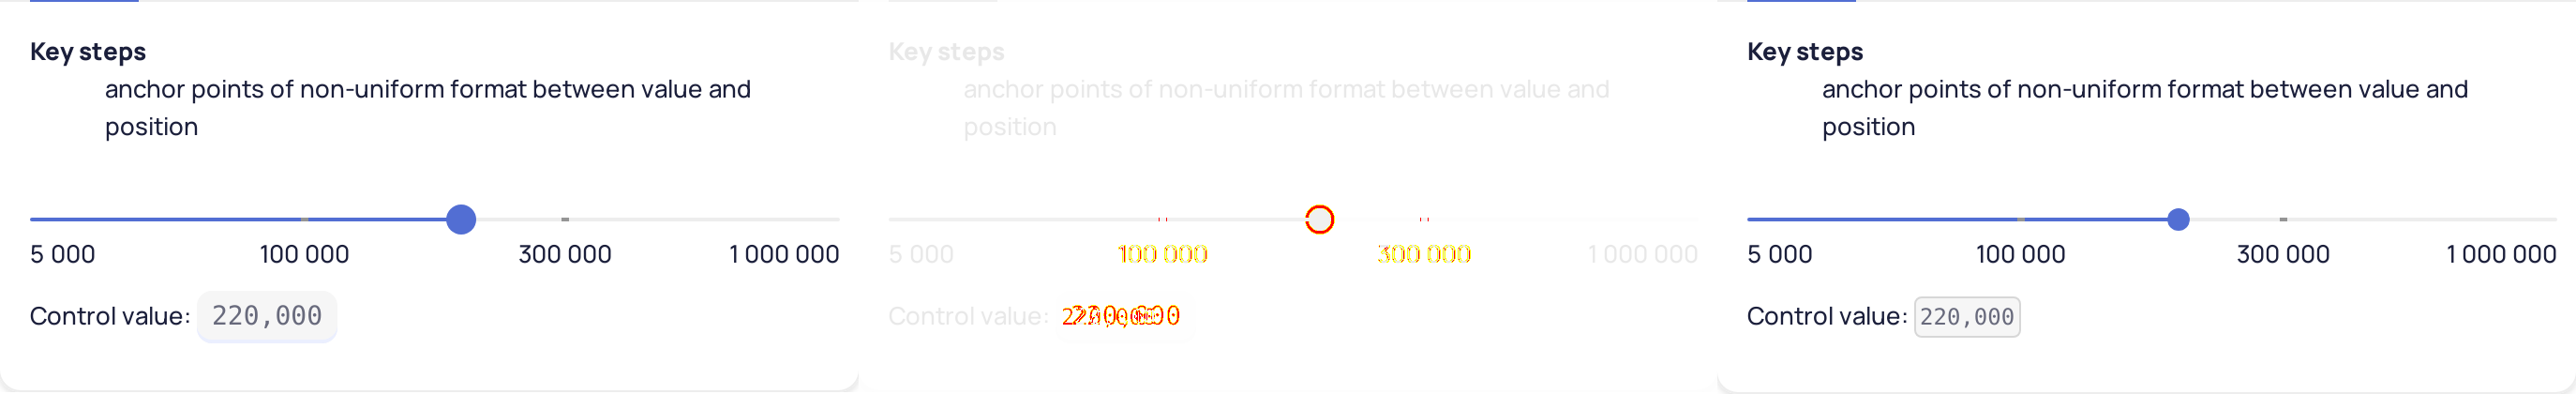 Key steps
anchor points of non-uniform format between value and
position
5 000 100 000 300 000 1 000 000
Control value: 220,000
Key steps
anchor points of non-uniform format between value and
position
5 000 100 000 300 000 1 000 000
Control value:
Key steps
anchor points of non-uniform format between value and
position
5 000 100 000 300 000 1 000 000
Control value: 220,000